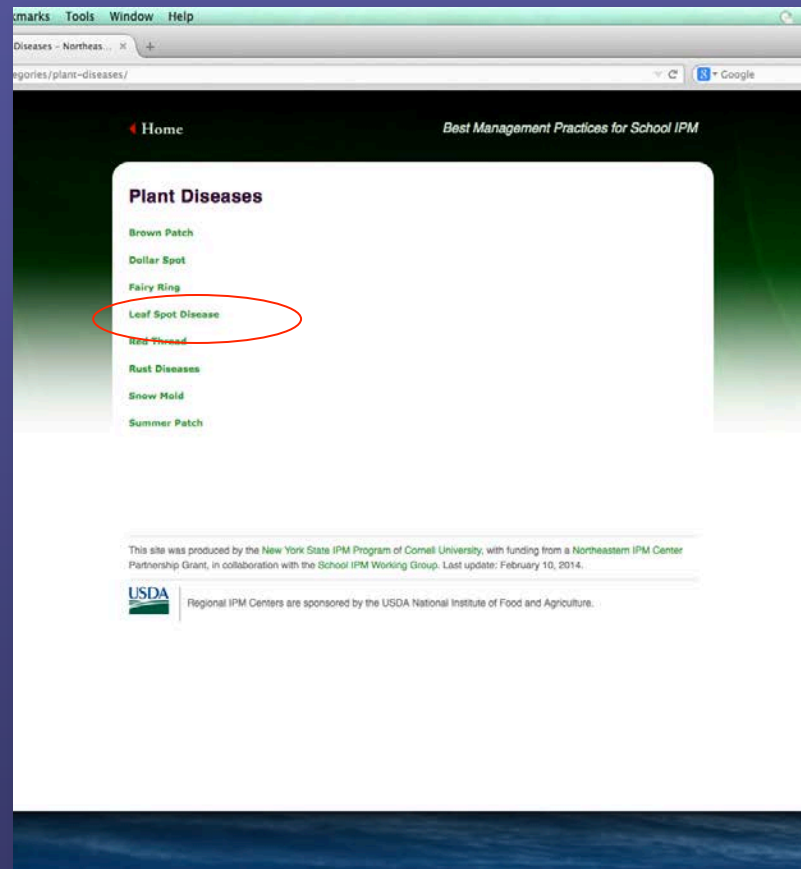 kmarks Tools Window Help
Diseases - Northeas... × +
egories/plant-diseases/ Google
Home Best Management Practices for School IPM
Plant Diseases
Brown Patch
Dollar Spot
Fairy Ring
Leaf Spot Disease
Red Thread
Rust Diseases
Snow Mold
Summer Patch
This site was produced by the New York State IPM Program of Cornell University, with funding from a Northeastern IPM Center
Partnership Grant, in collaboration with the School IPM Working Group. Last update: February 10, 2014.
USDA
Regional IPM Centers are sponsored by the USDA National Institute of Food and Agriculture.